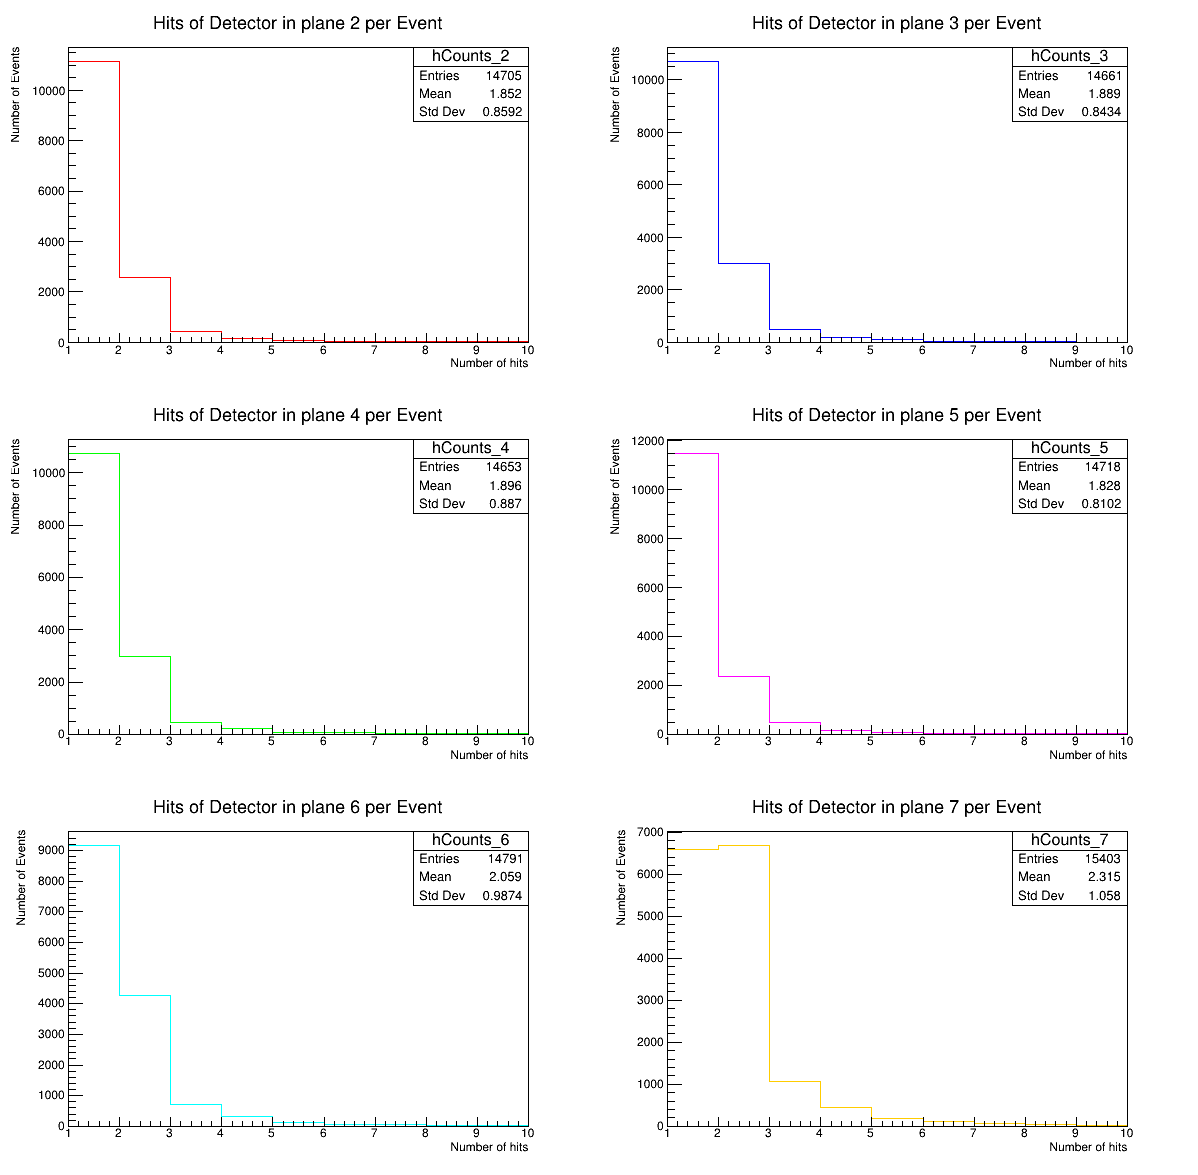 Hits of Detector in plane 2 per Event
Number of Events
hCounts_2
Entries 14705
Mean 1.852
Std Dev 0.8592
10000
8000
6000
4000
2000
0
1 2 3 4 5 6 7 8 9 10
Number of hits
Hits of Detector in plane 3 per Event
Number of Events
hCounts_3
Entries 14661
Mean 1.889
Std Dev 0.8434
10000
8000
6000
4000
2000
0
1 2 3 4 5 6 7 8 9 10
Number of hits
Hits of Detector in plane 4 per Event
Number of Events
hCounts_4
Entries 14653
Mean 1.896
Std Dev 0.887
10000
8000
6000
4000
2000
0
1 2 3 4 5 6 7 8 9 10
Number of hits
Hits of Detector in plane 5 per Event
Number of Events
hCounts_5
Entries 14718
Mean 1.828
Std Dev 0.8102
12000
10000
8000
6000
4000
2000
0
1 2 3 4 5 6 7 8 9 10
Number of hits
Hits of Detector in plane 6 per Event
Number of Events
hCounts_6
Entries 14791
Mean 2.059
Std Dev 0.9874
9000
8000
7000
6000
5000
4000
3000
2000
1000
0
1 2 3 4 5 6 7 8 9 10
Number of hits
Hits of Detector in plane 7 per Event
Number of Events
hCounts_7
Entries 15403
Mean 2.315
Std Dev 1.058
7000
6000
5000
4000
3000
2000
1000
0
1 2 3 4 5 6 7 8 9 10
Number of hits